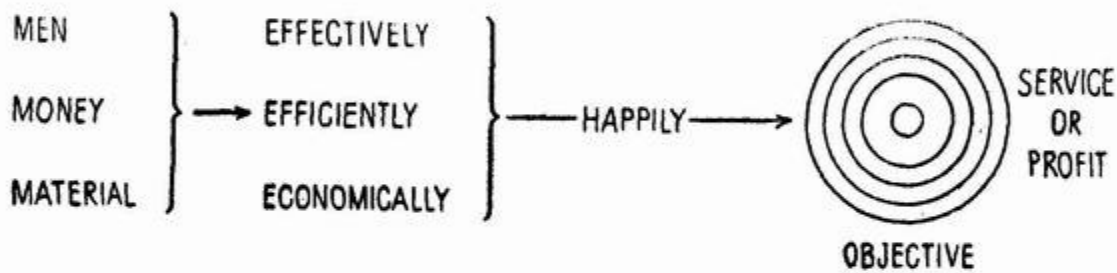 MEN
MONEY
MATERIAL
EFFECTIVELY
EFFICIENTLY
ECONOMICALLY
HAPPILY
SERVICE
OR
PROFIT
OBJECTIVE